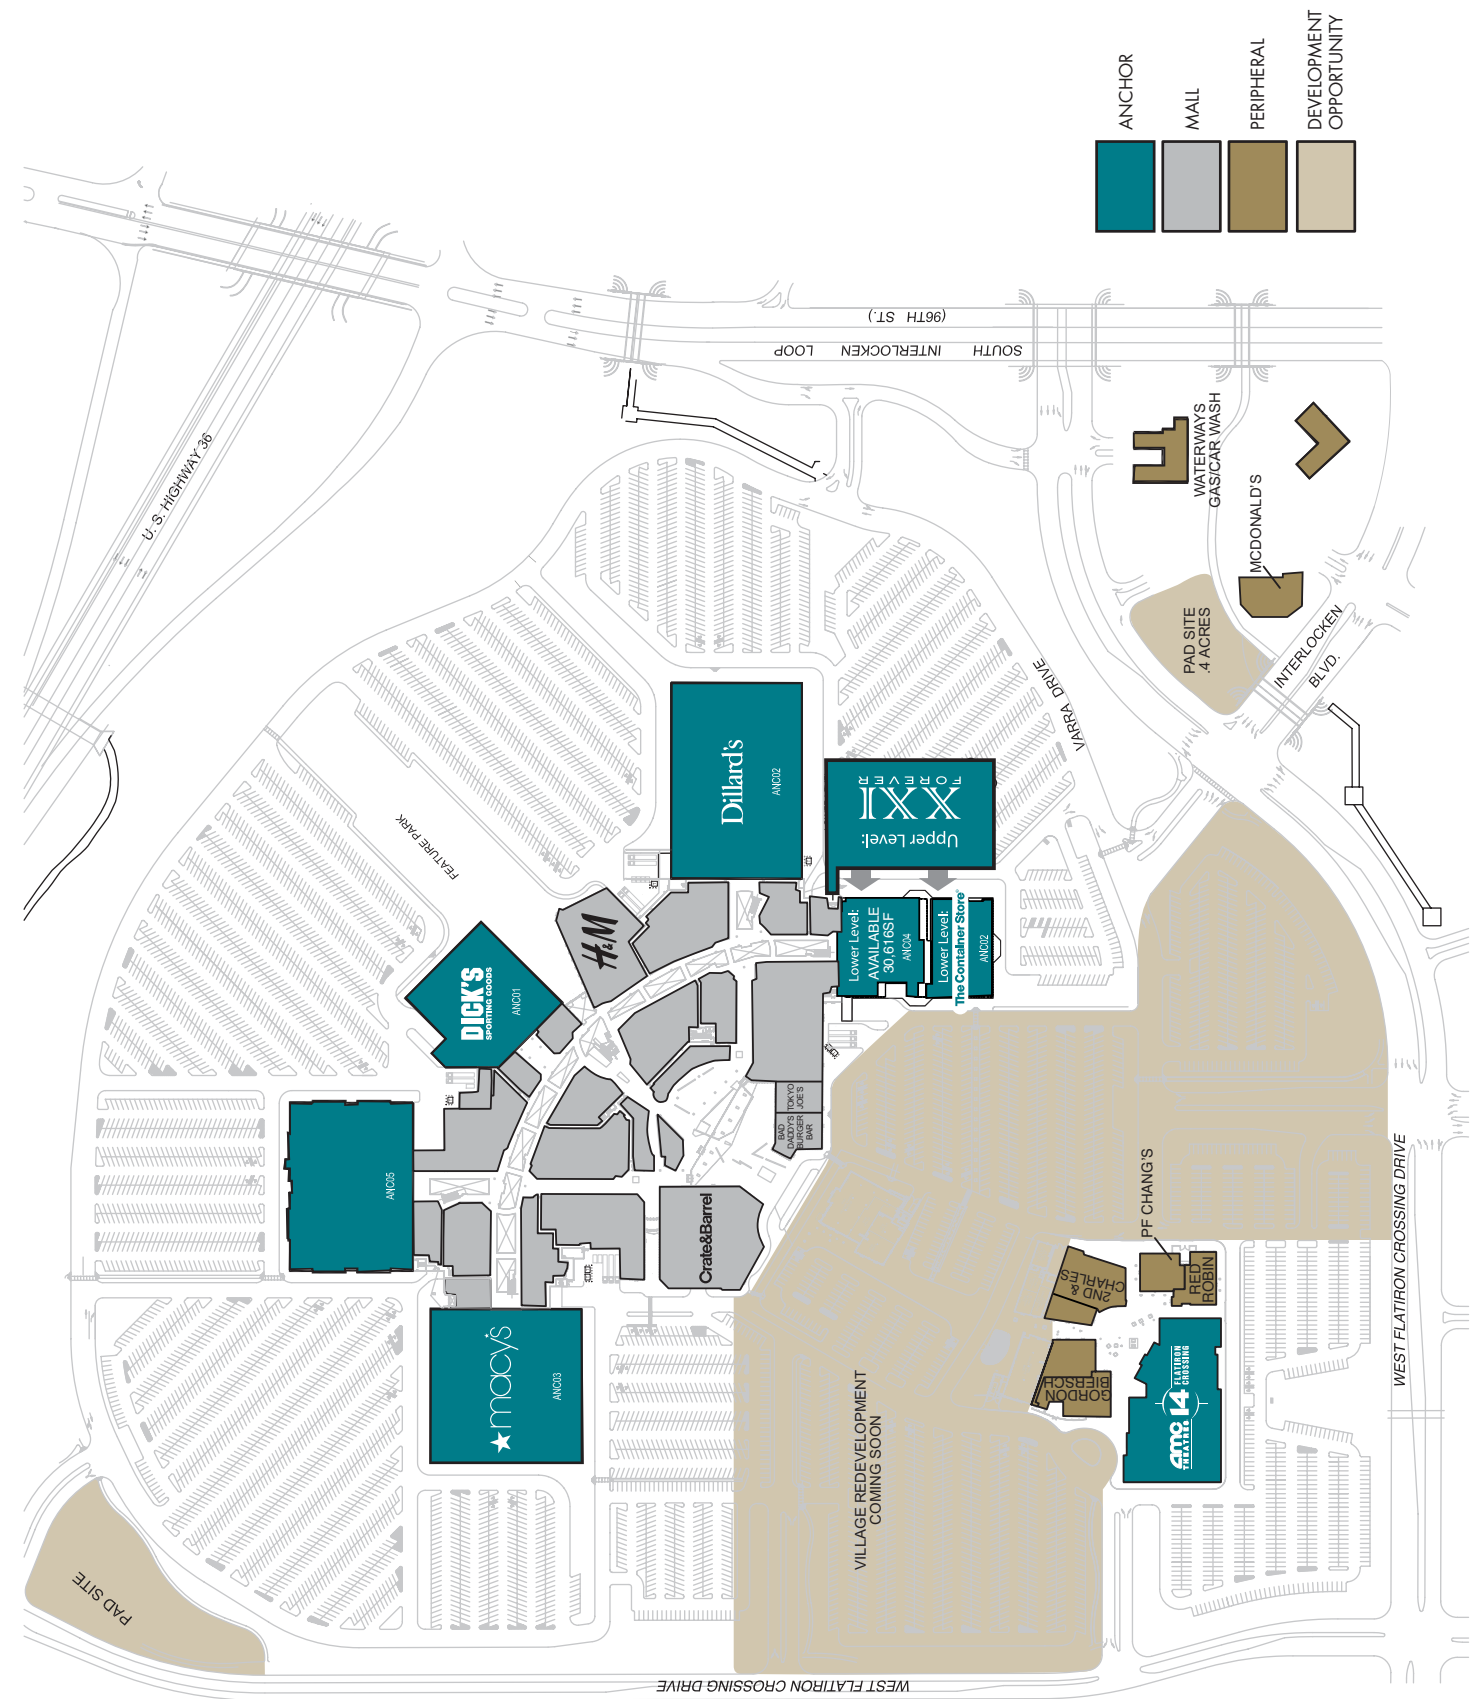 ANCHOR
MALL
PERIPHERAL
DEVELOPMENT
OPPORTUNITY
U. S. HIGHWAY 36
(96TH ST.)
SOUTH INTERLOCKEN LOOP
WATERWAYS
GAS/CAR WASH
MCDONALD'S
PAD SITE
.4 ACRES
INTERLOCKEN
BLVD.
VARRA DRIVE
FEATURE PARK
Dillard's
ANC02
Upper Level:
XXI
FOREVER
H&M
DICK'S
SPORTING GOODS
ANC01
Lower Level:
AVAILABLE
30,616SF
ANC04
Lower Level:
The Container Store
ANC02
TOKYO
JOE'S
BAD
DADDY'S
BURGER
BAR
ANC05
Crate&Barrel
macy's
ANC03
PF CHANG'S
RED
ROBIN
2ND &
CHARLES
GORDON
BIERSCH
amc
THEATRES
14
FLATIRON
CROSSING
VILLAGE REDEVELOPMENT
COMING SOON
PAD SITE
WEST FLATIRON CROSSING DRIVE
WEST FLATIRON CROSSING DRIVE